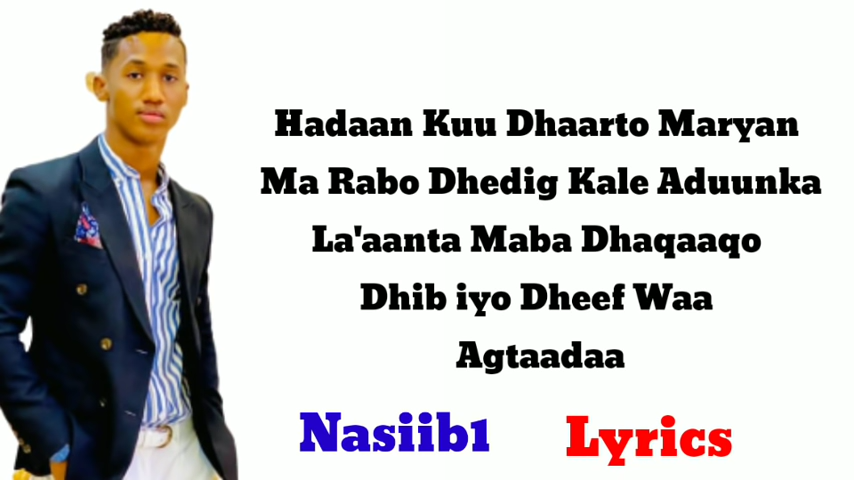 Hadaan Kuu Dhaarto Maryan
Ma Rabo Dhedig Kale Aduunka
La'aanta Maba Dhaqaaqo
Dhib iyo Dheef Waa
Agtaadaa
Nasiib1 Lyrics